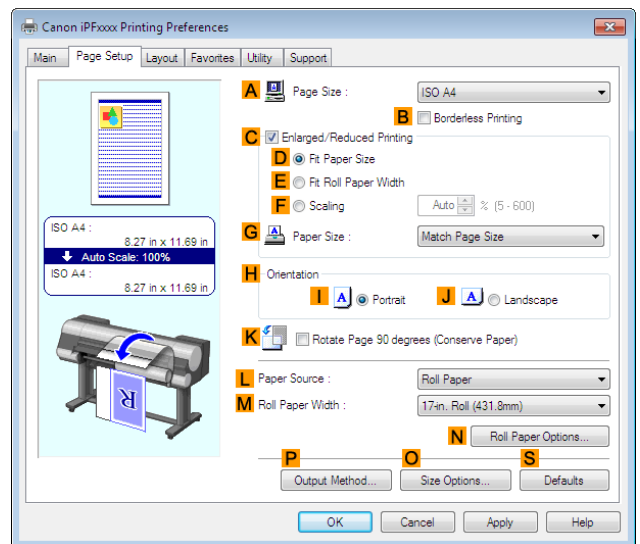 Canon iPFxxxx Printing Preferences
Main Page Setup Layout Favorites Utility Support
A Page Size : ISO A4
B Borderless Printing
C Enlarged/Reduced Printing
D Fit Paper Size
E Fit Roll Paper Width
F Scaling Auto % (5 - 600)
ISO A4 :
8.27 in x 11.69 in
Auto Scale: 100%
ISO A4 :
8.27 in x 11.69 in
G Paper Size : Match Page Size
H Orientation
I A Portrait J A Landscape
K Rotate Page 90 degrees (Conserve Paper)
R
L Paper Source : Roll Paper
M Roll Paper Width : 17-in. Roll (431.8mm)
N Roll Paper Options...
P O S
Output Method... Size Options... Defaults
OK Cancel Apply Help